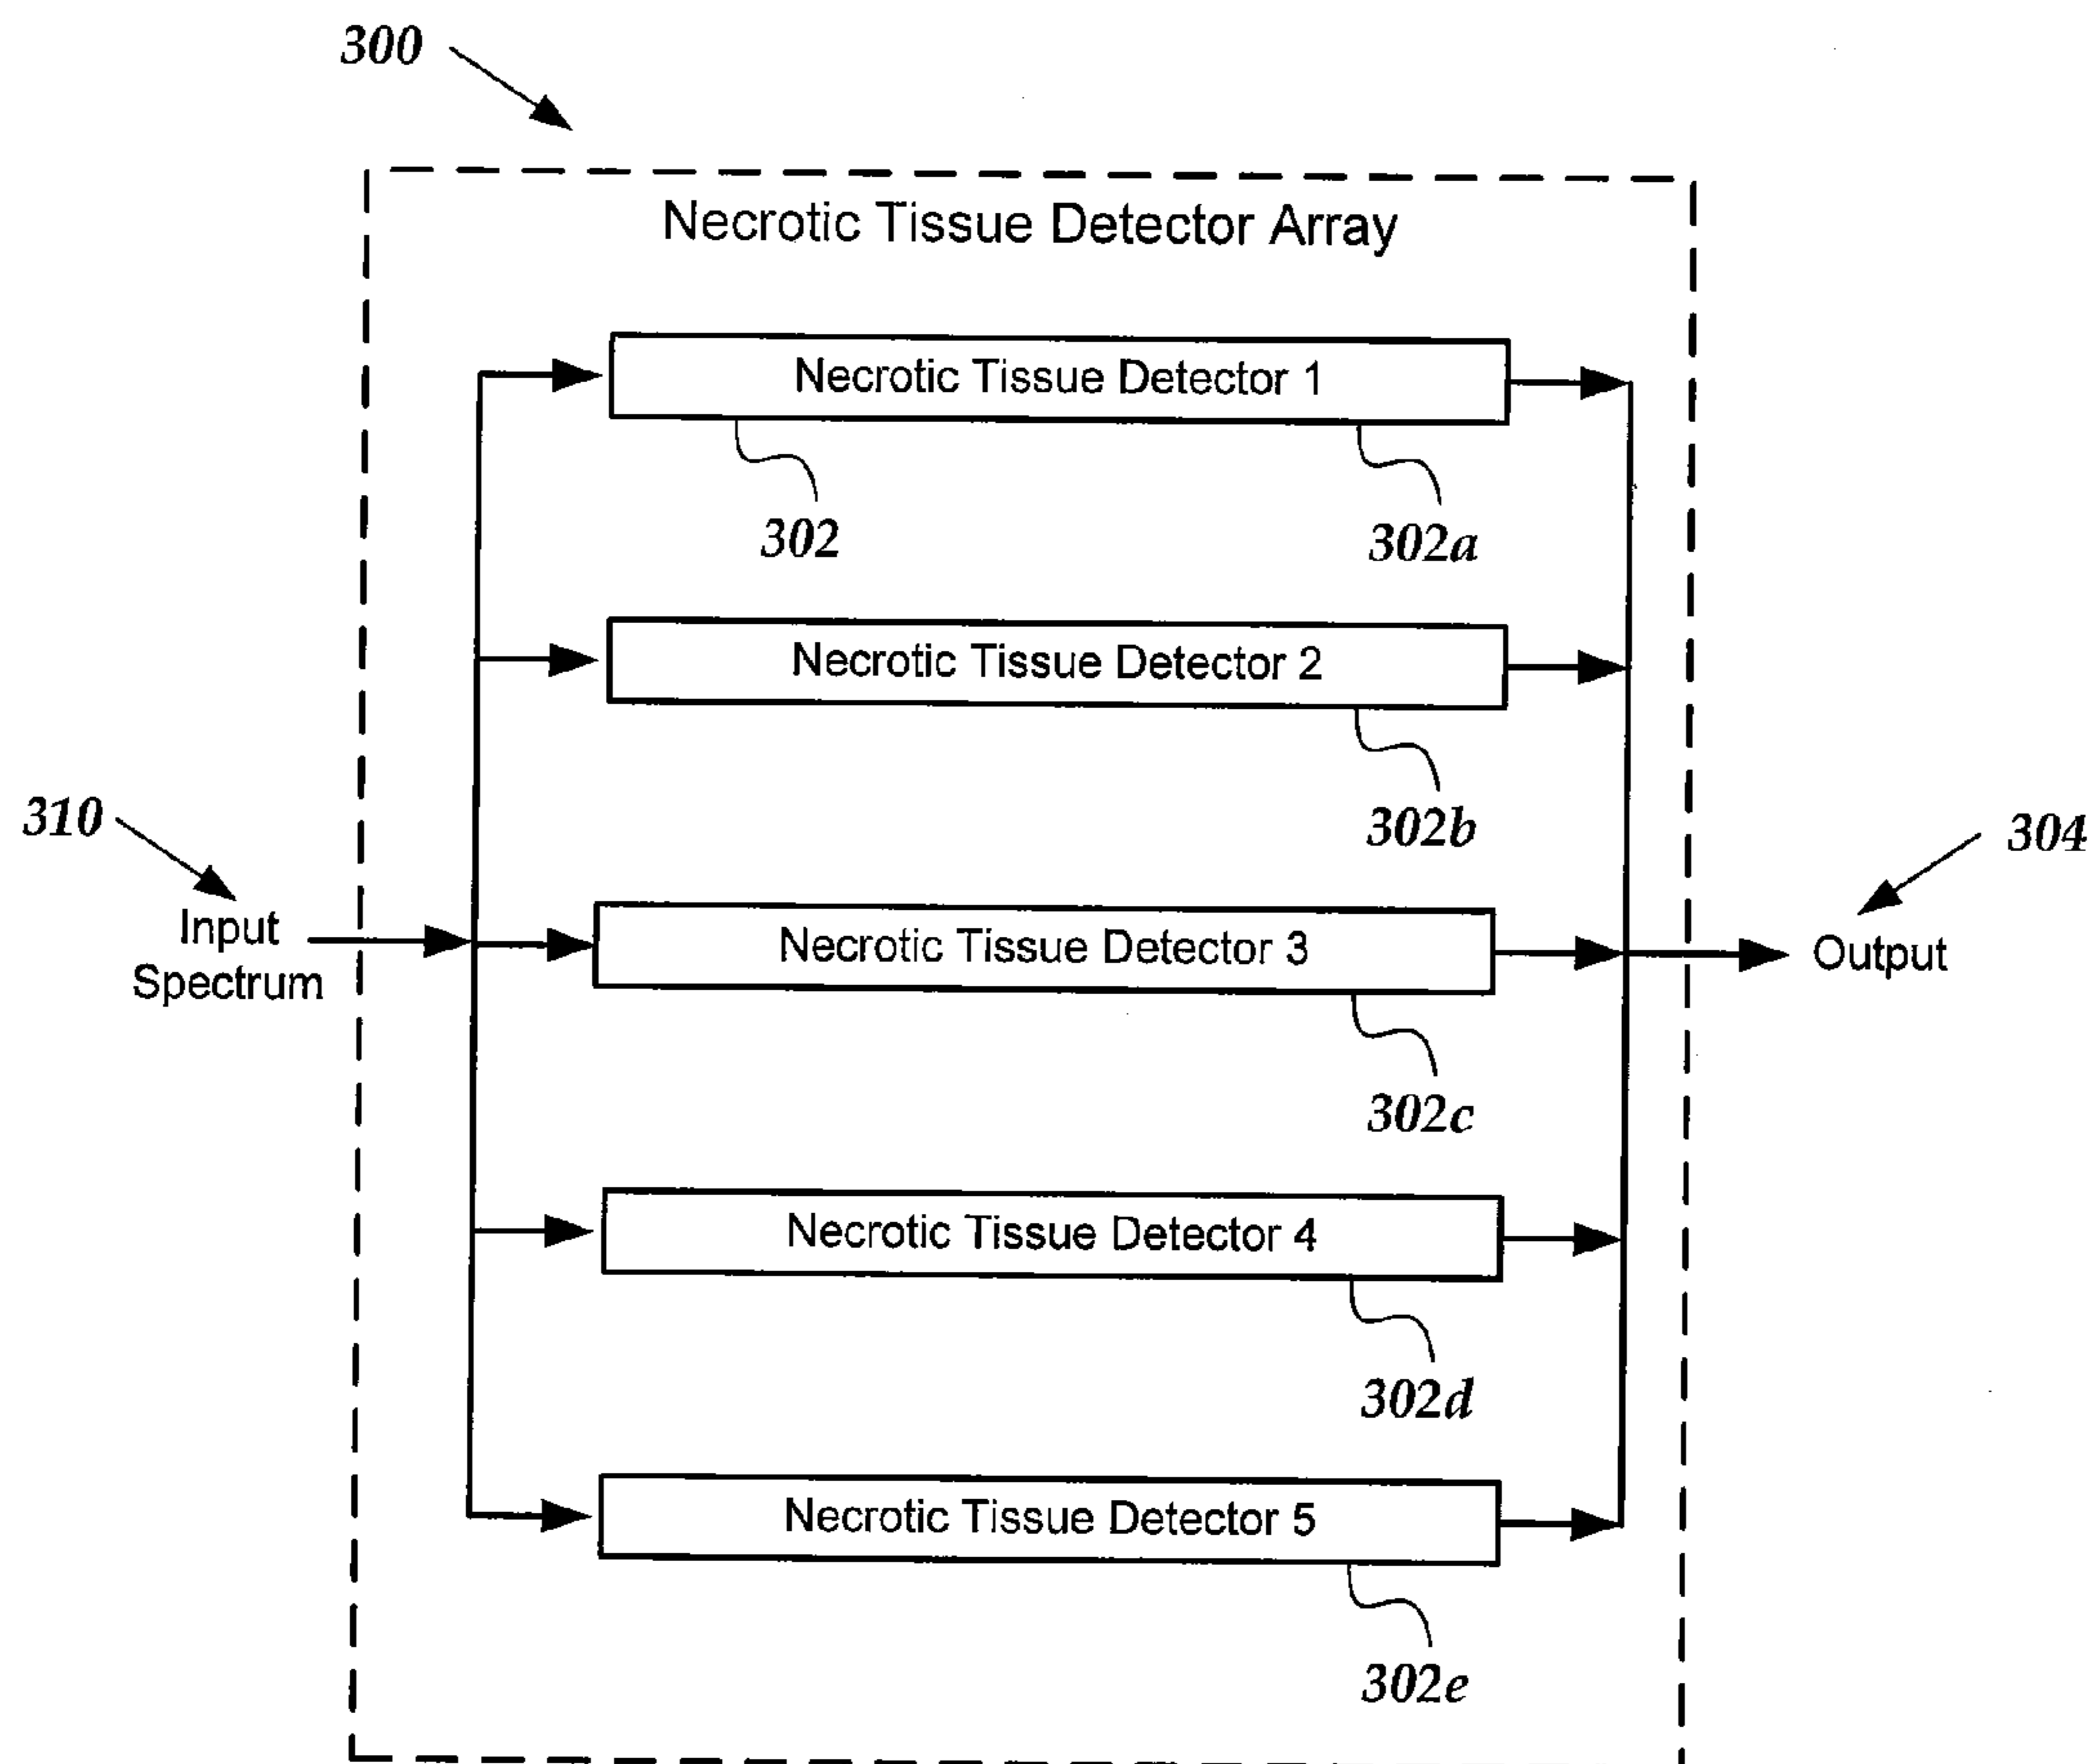 300
Necrotic Tissue Detector Array
Necrotic Tissue Detector 1
302
302a
Necrotic Tissue Detector 2
302b
310
304
Input
Spectrum
Necrotic Tissue Detector 3
Output
302c
Necrotic Tissue Detector 4
302d
Necrotic Tissue Detector 5
302e